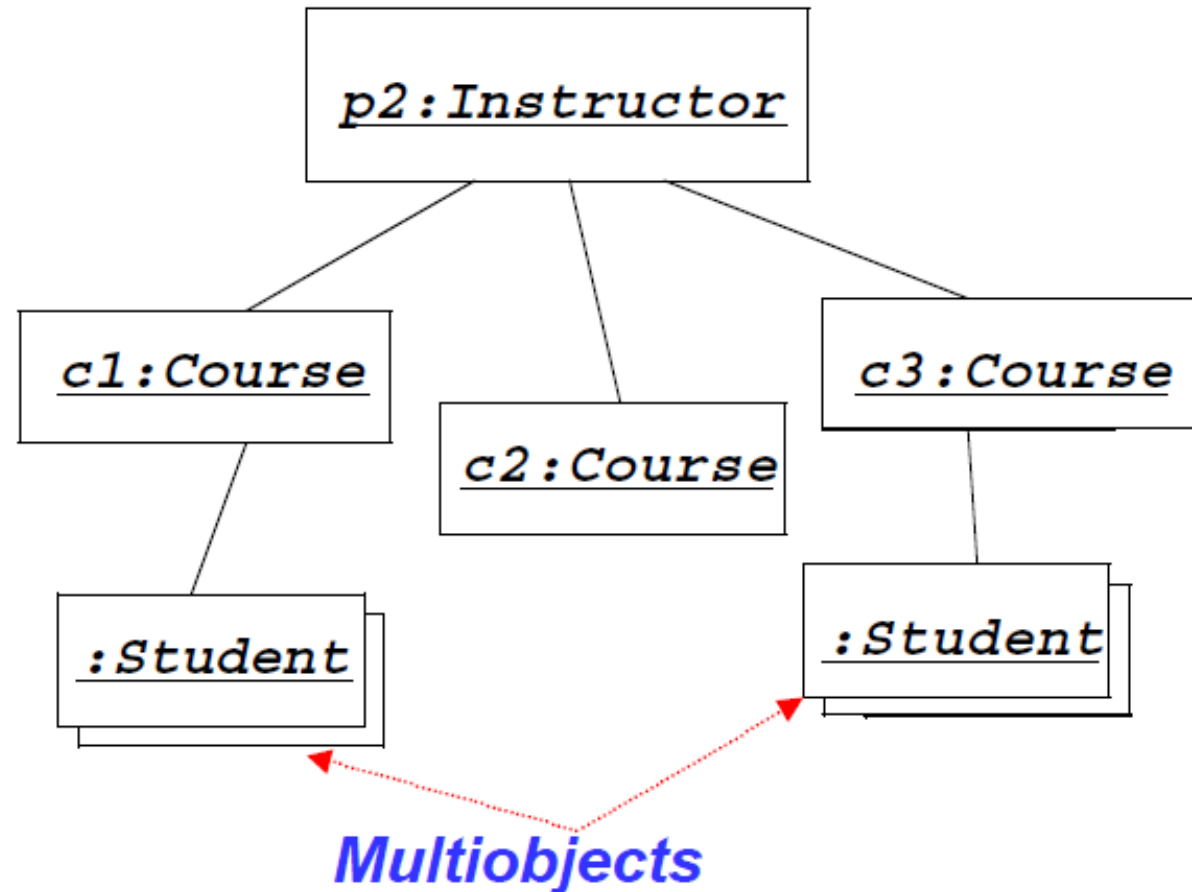 p2:Instructor
c1:Course
c3:Course
c2:Course
:Student
:Student
Multiobjects